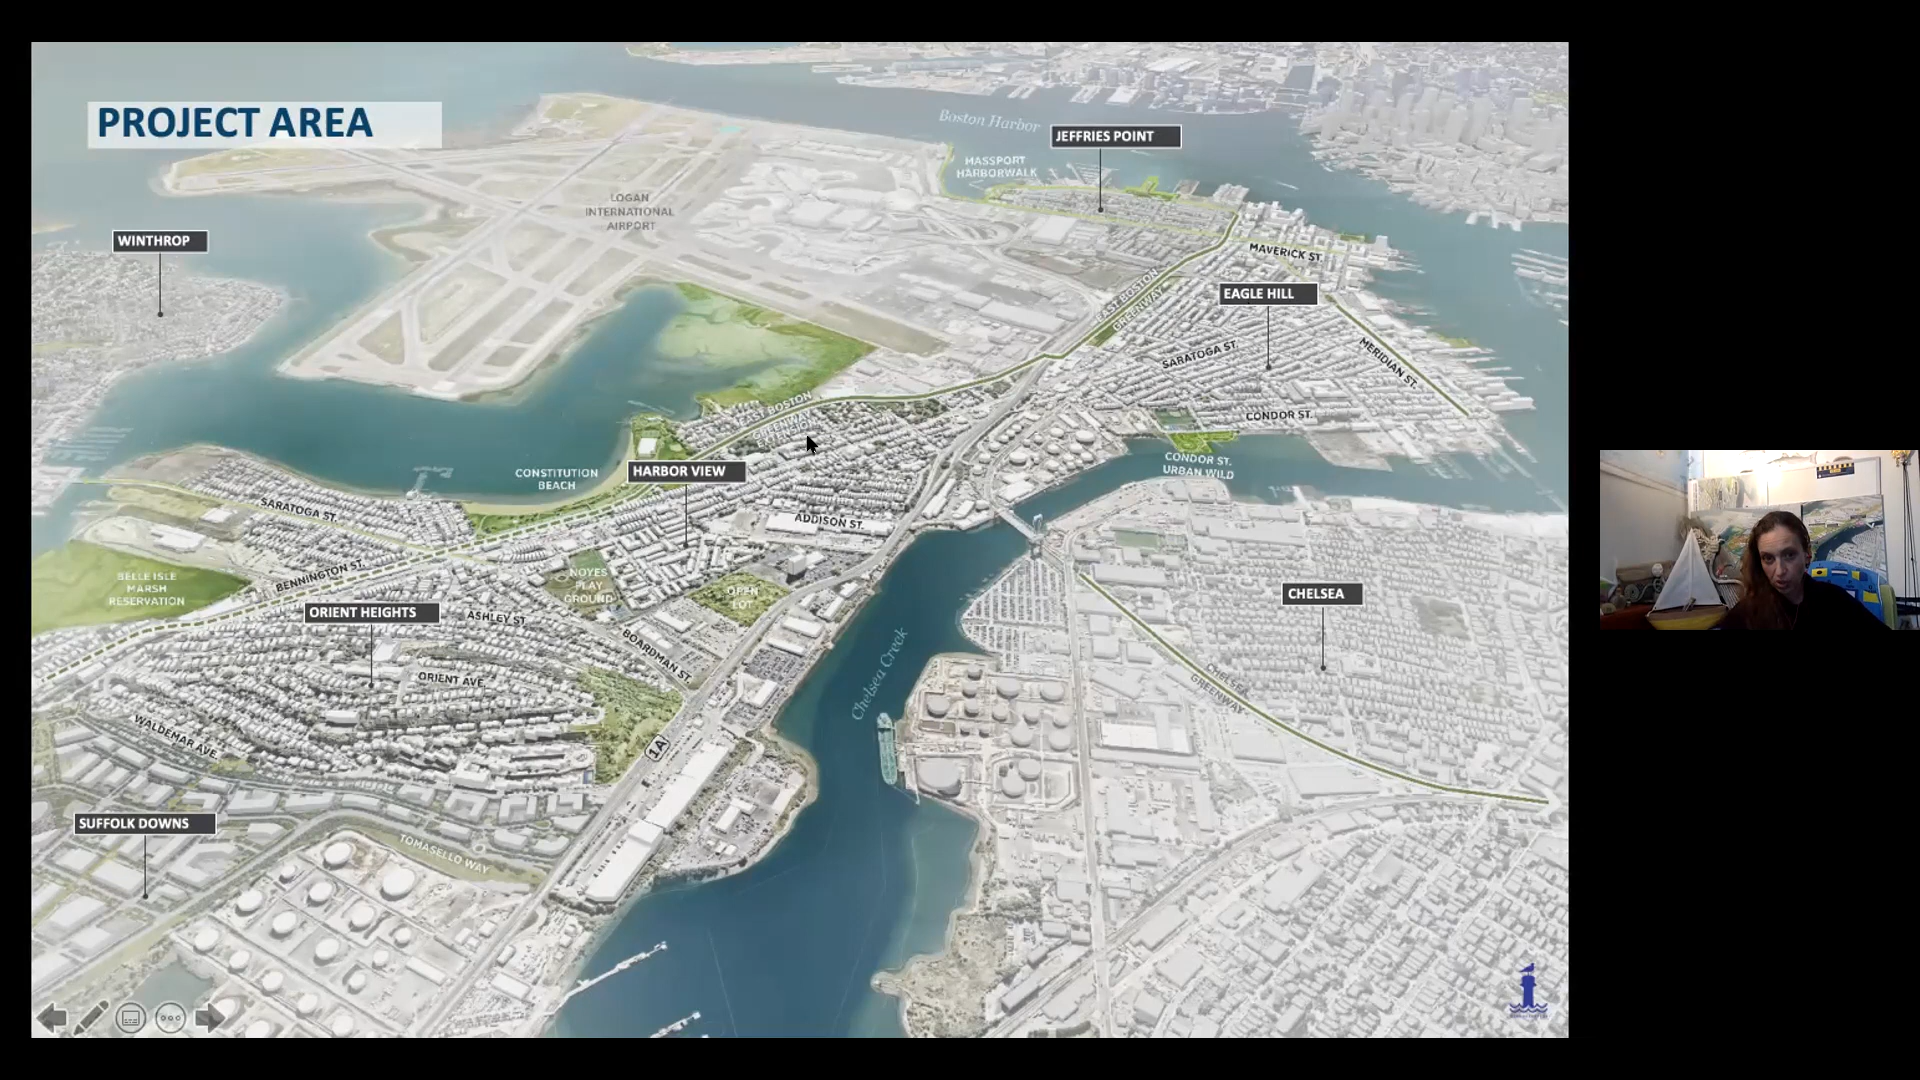 PROJECT AREA
Boston Harbor
JEFFRIES POINT
MASSPORT
HARBORWALK
LOGAN
INTERNATIONAL
AIRPORT
WINTHROP
MAVERICK ST.
EAST BOSTON
GREENWAY
EAGLE HILL
SARATOGA ST.
MERIDIAN ST.
CONDOR ST.
EAST BOSTON
GREENWAY
CONDOR ST.
URBAN WILD
CONSTITUTION
BEACH
HARBOR VIEW
SARATOGA ST.
ADDISON ST.
BENNINGTON ST.
BELLE ISLE
MARSH
RESERVATION
NOYES
PLAY
GROUND
OPEN
LOT
CHELSEA
ORIENT HEIGHTS
ASHLEY ST.
BOARDMAN ST.
ORIENT AVE.
Chelsea Creek
CHELSEA
GREENWAY
WALDEMAR AVE.
1A
SUFFOLK DOWNS
TOMASELLO WAY